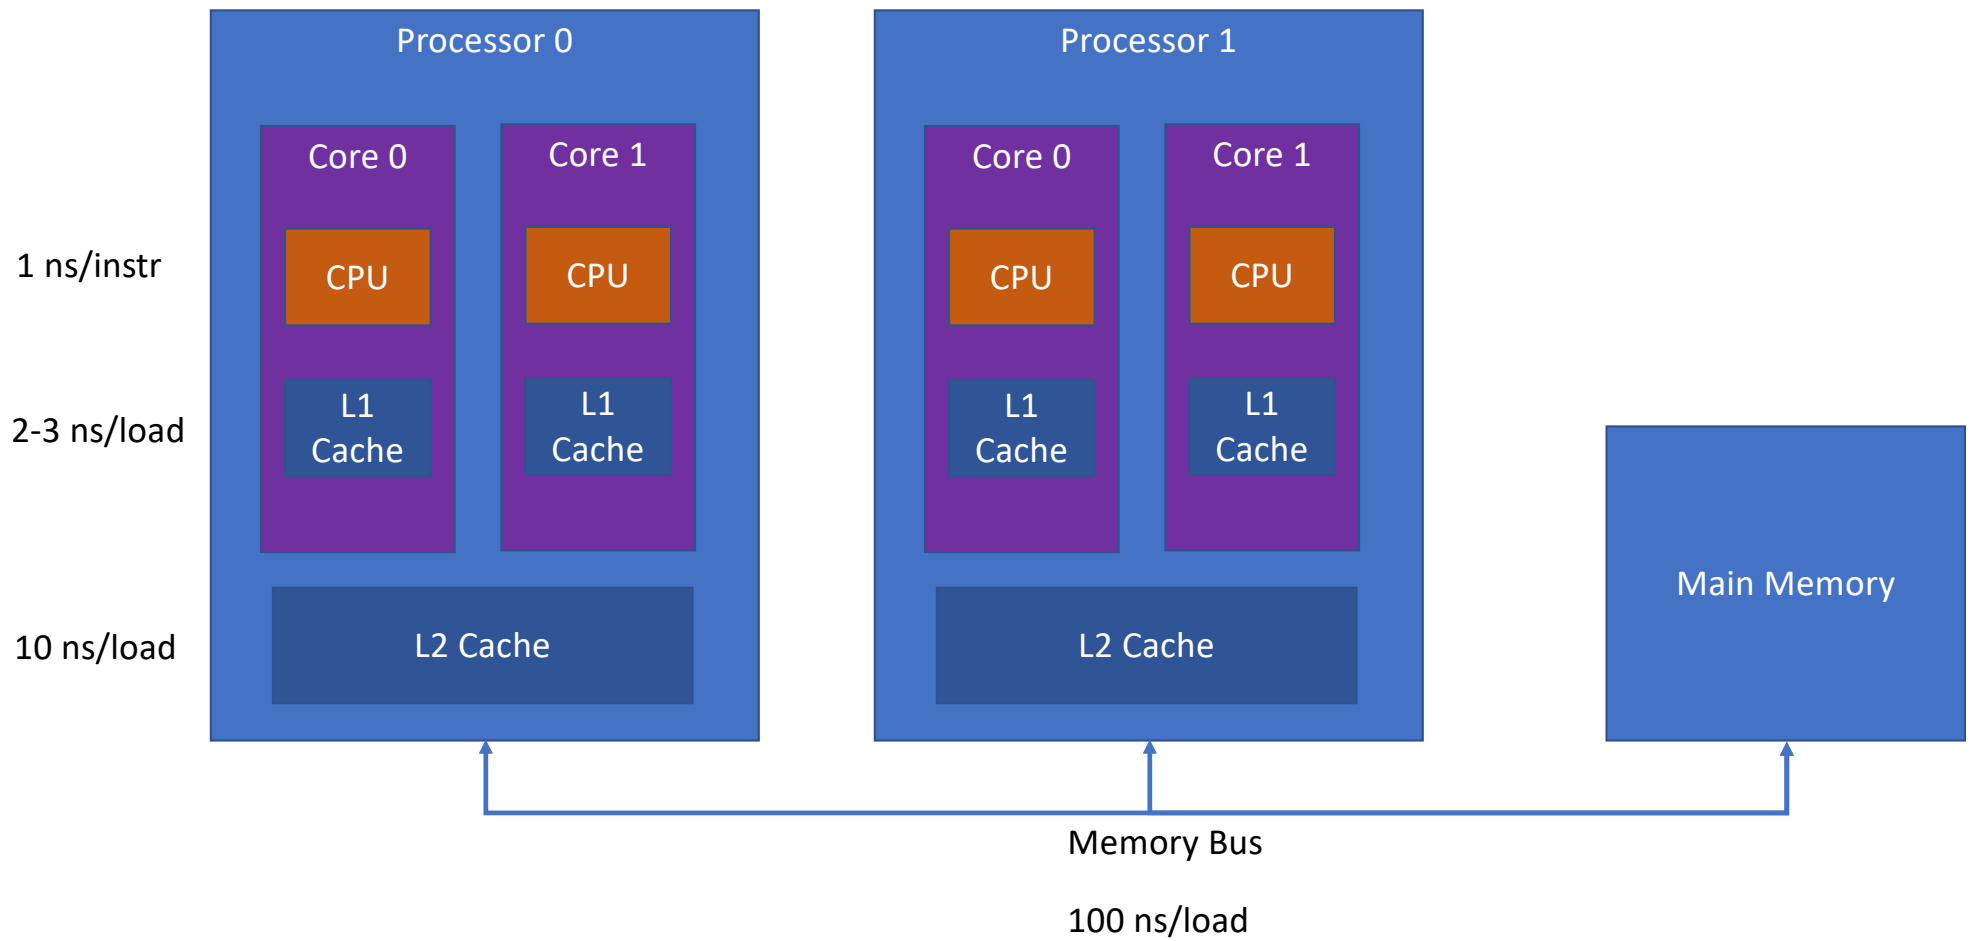 Processor 0
Processor 1
Core 0
Core 1
Core 0
Core 1
1 ns/instr
CPU
CPU
CPU
CPU
2-3 ns/load
L1
Cache
L1
Cache
L1
Cache
L1
Cache
Main Memory
10 ns/load
L2 Cache
L2 Cache
Memory Bus
100 ns/load